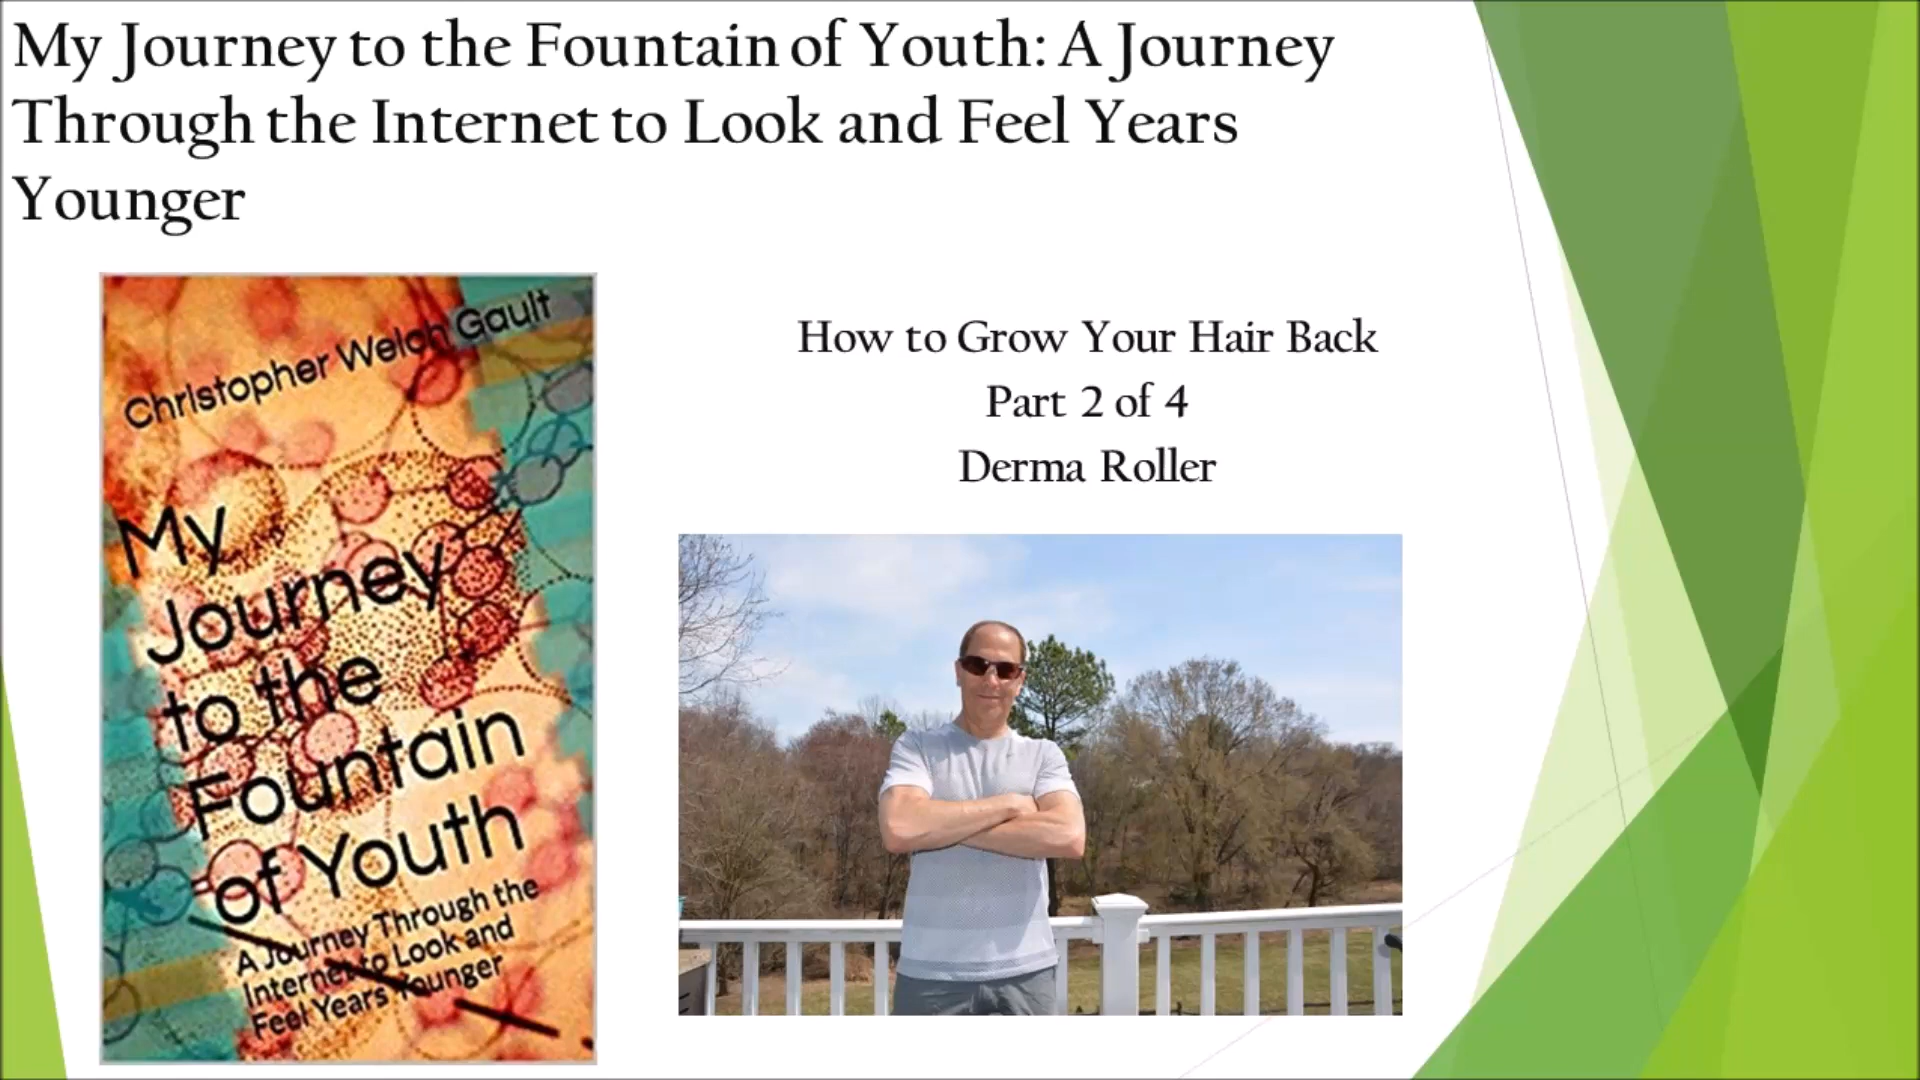 My Journey to the Fountain of Youth: A Journey
Through the Internet to Look and Feel Years
Younger
Christopher Welch Gault
My
Journey
to the
Fountain
of Youth
A Journey Through the
Internet to Look and
Feel Years Younger
How to Grow Your Hair Back
Part 2 of 4
Derma Roller